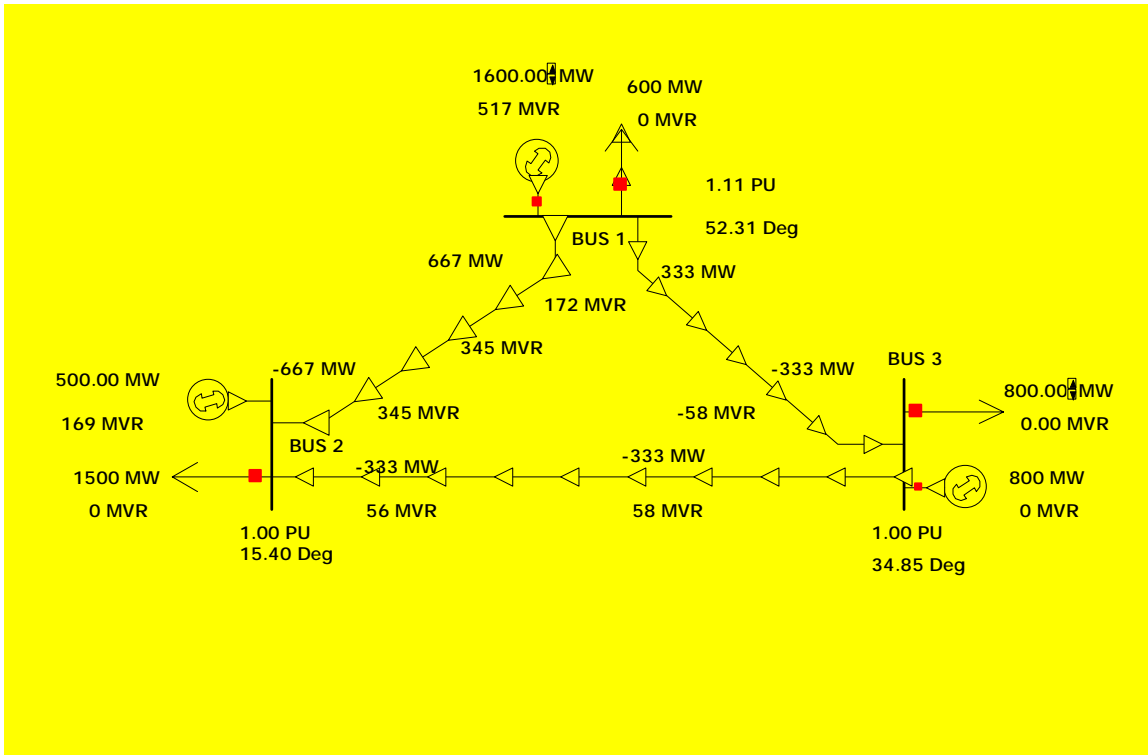 1600.00 MW
517 MVR
600 MW
0 MVR
1.11 PU
52.31 Deg
BUS 1
667 MW
333 MW
172 MVR
345 MVR
-667 MW
-333 MW
BUS 3
500.00 MW
169 MVR
345 MVR
-58 MVR
800.00 MW
0.00 MVR
BUS 2
1500 MW
0 MVR
-333 MW
-333 MW
56 MVR
58 MVR
800 MW
0 MVR
1.00 PU
15.40 Deg
1.00 PU
34.85 Deg